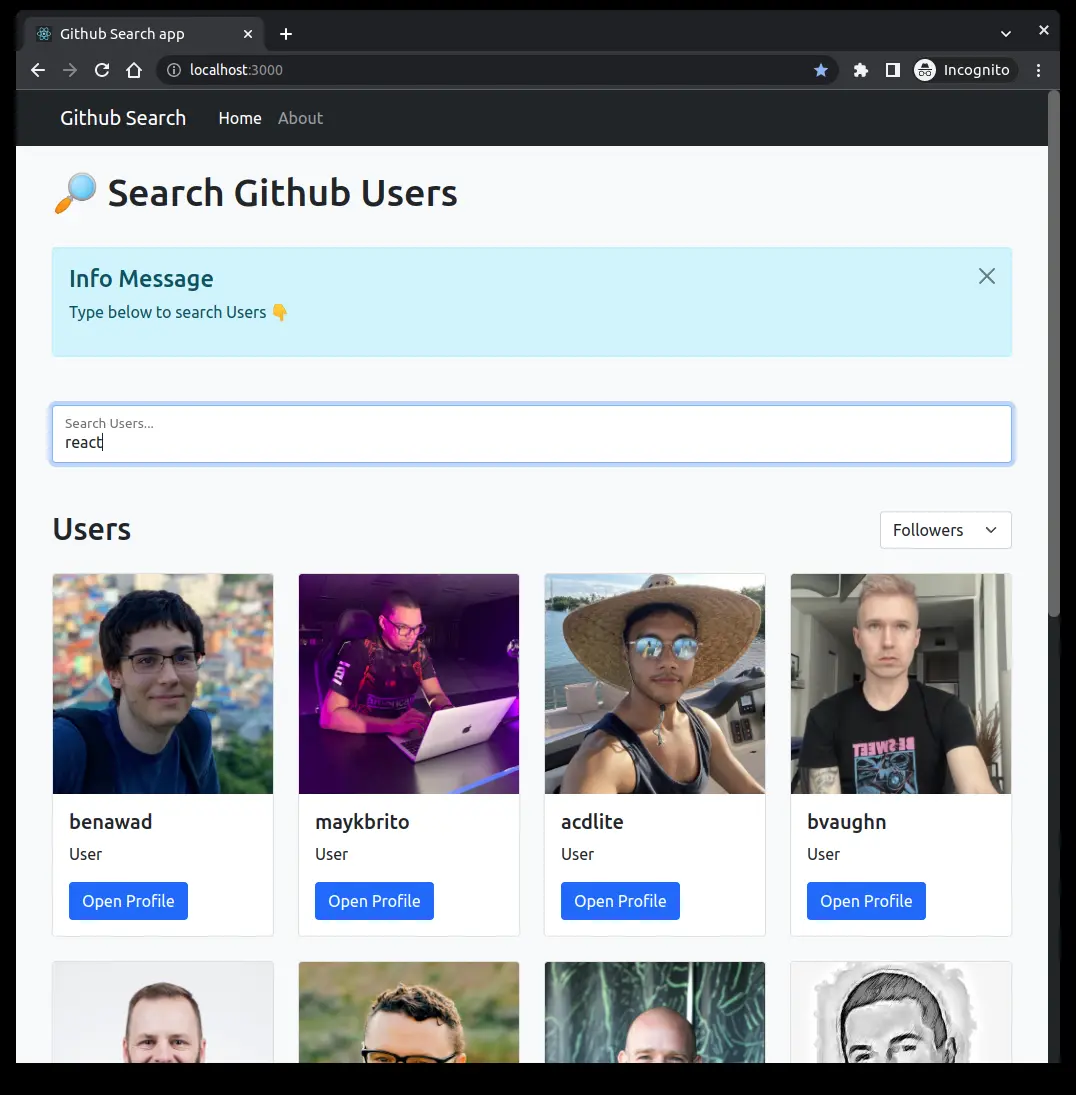 Github Search app
localhost:3000
Incognito
Github Search Home About
🔎 Search Github Users
Info Message
Type below to search Users 👇
Search Users...
react
Users
Followers
BE·SWEET
benawad
maykbrito
acdlite
bvaughn
User
User
User
User
Open Profile
Open Profile
Open Profile
Open Profile